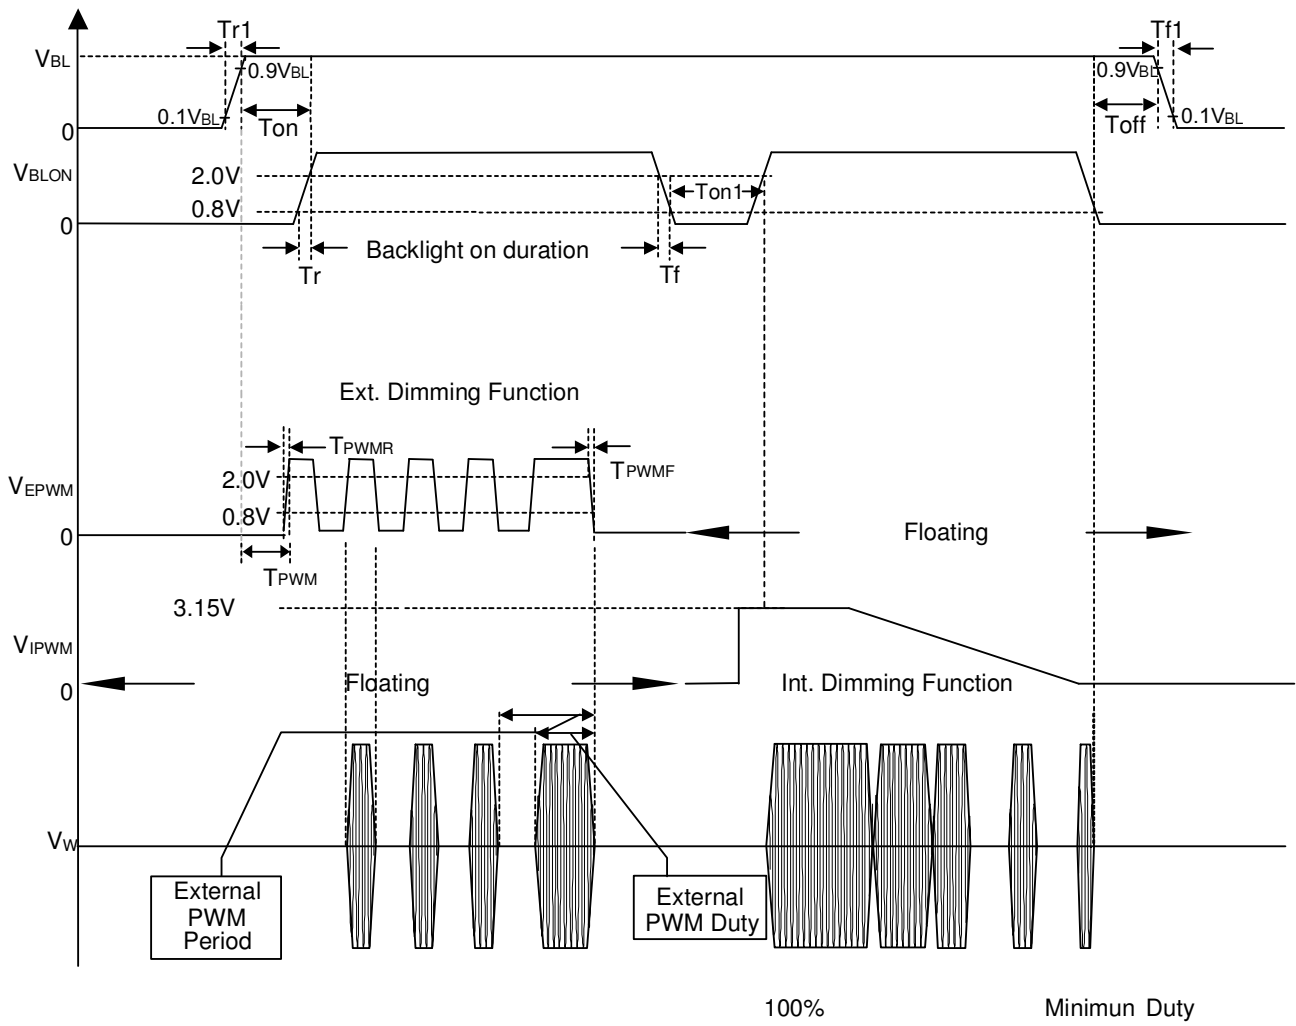 Tr1
Tf1
VBL
0.9VBL
0.9VBL
0.1VBL
Ton
Toff
0.1VBL
0
VBLON
2.0V
Ton1
0.8V
0
Backlight on duration
Tr
Tf
Ext. Dimming Function
TPWMR
TPWMF
2.0V
VEPWM
0.8V
0
Floating
TPWM
3.15V
VIPWM
0
Floating
Int. Dimming Function
VW
External
PWM
Period
External
PWM Duty
100%
Minimun Duty